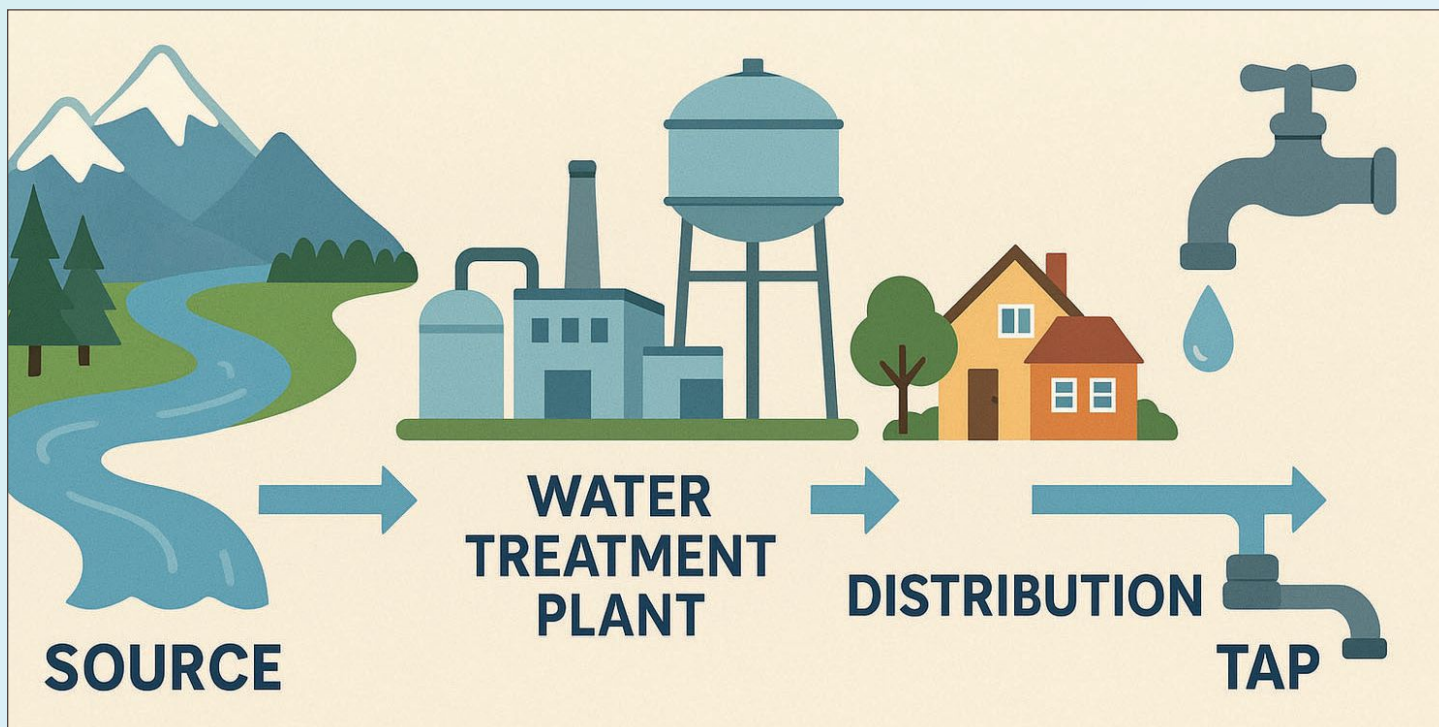 SOURCE
WATER
TREATMENT
PLANT
DISTRIBUTION
TAP